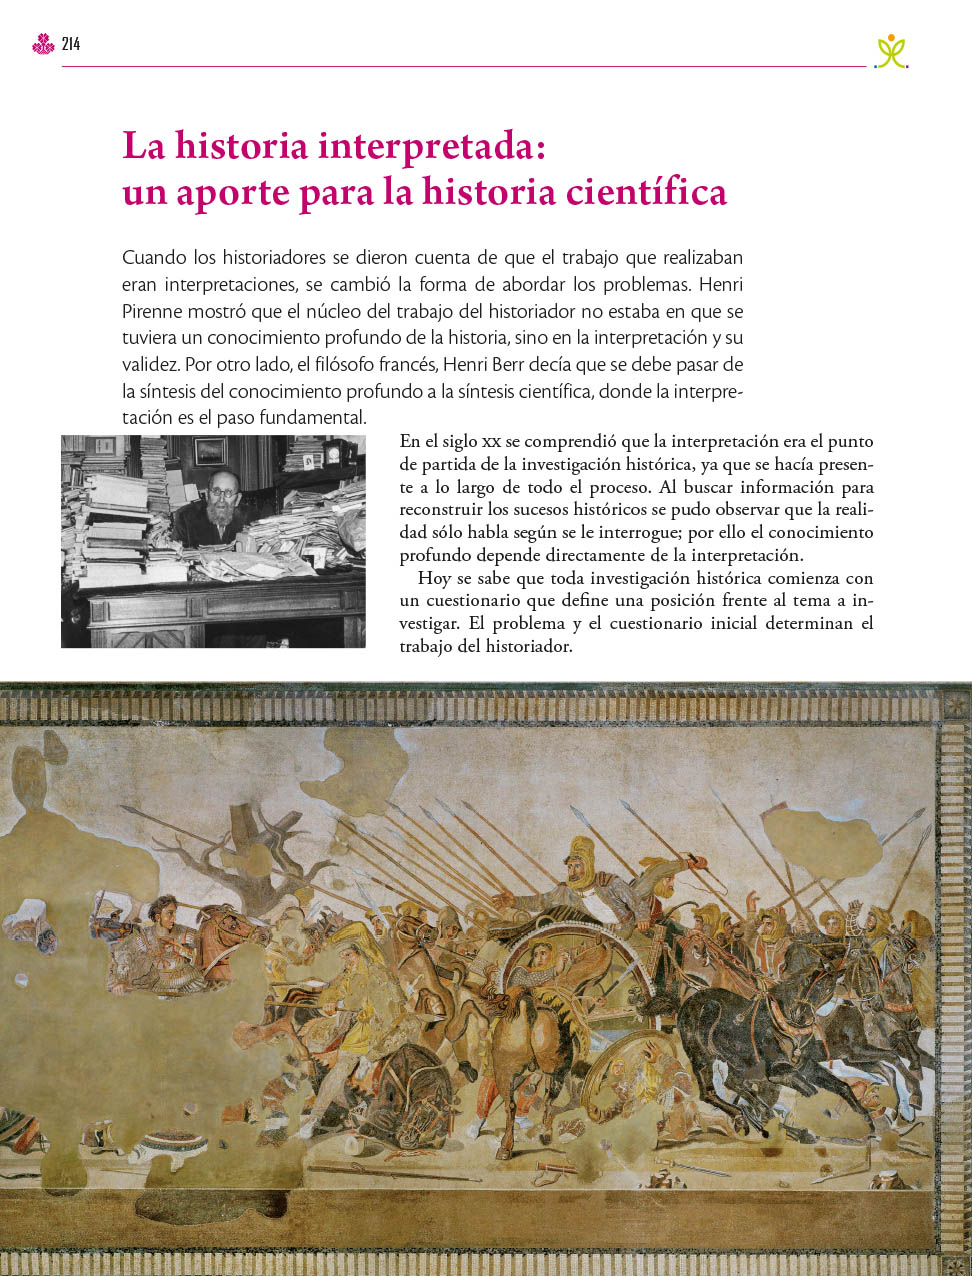 214
La historia interpretada:
un aporte para la historia científica
Cuando los historiadores se dieron cuenta de que el trabajo que realizaban
eran interpretaciones, se cambió la forma de abordar los problemas. Henri
Pirenne mostró que el núcleo del trabajo del historiador no estaba en que se
tuviera un conocimiento profundo de la historia, sino en la interpretación y su
validez. Por otro lado, el filósofo francés, Henri Berr decía que se debe pasar de
la síntesis del conocimiento profundo a la síntesis científica, donde la interpre-
tación es el paso fundamental.
En el siglo XX se comprendió que la interpretación era el punto
de partida de la investigación histórica, ya que se hacía presen-
te a lo largo de todo el proceso. Al buscar información para
reconstruir los sucesos históricos se pudo observar que la reali-
dad sólo habla según se le interrogue; por ello el conocimiento
profundo depende directamente de la interpretación.
Hoy se sabe que toda investigación histórica comienza con
un cuestionario que define una posición frente al tema a in-
vestigar. El problema y el cuestionario inicial determinan el
trabajo del historiador.